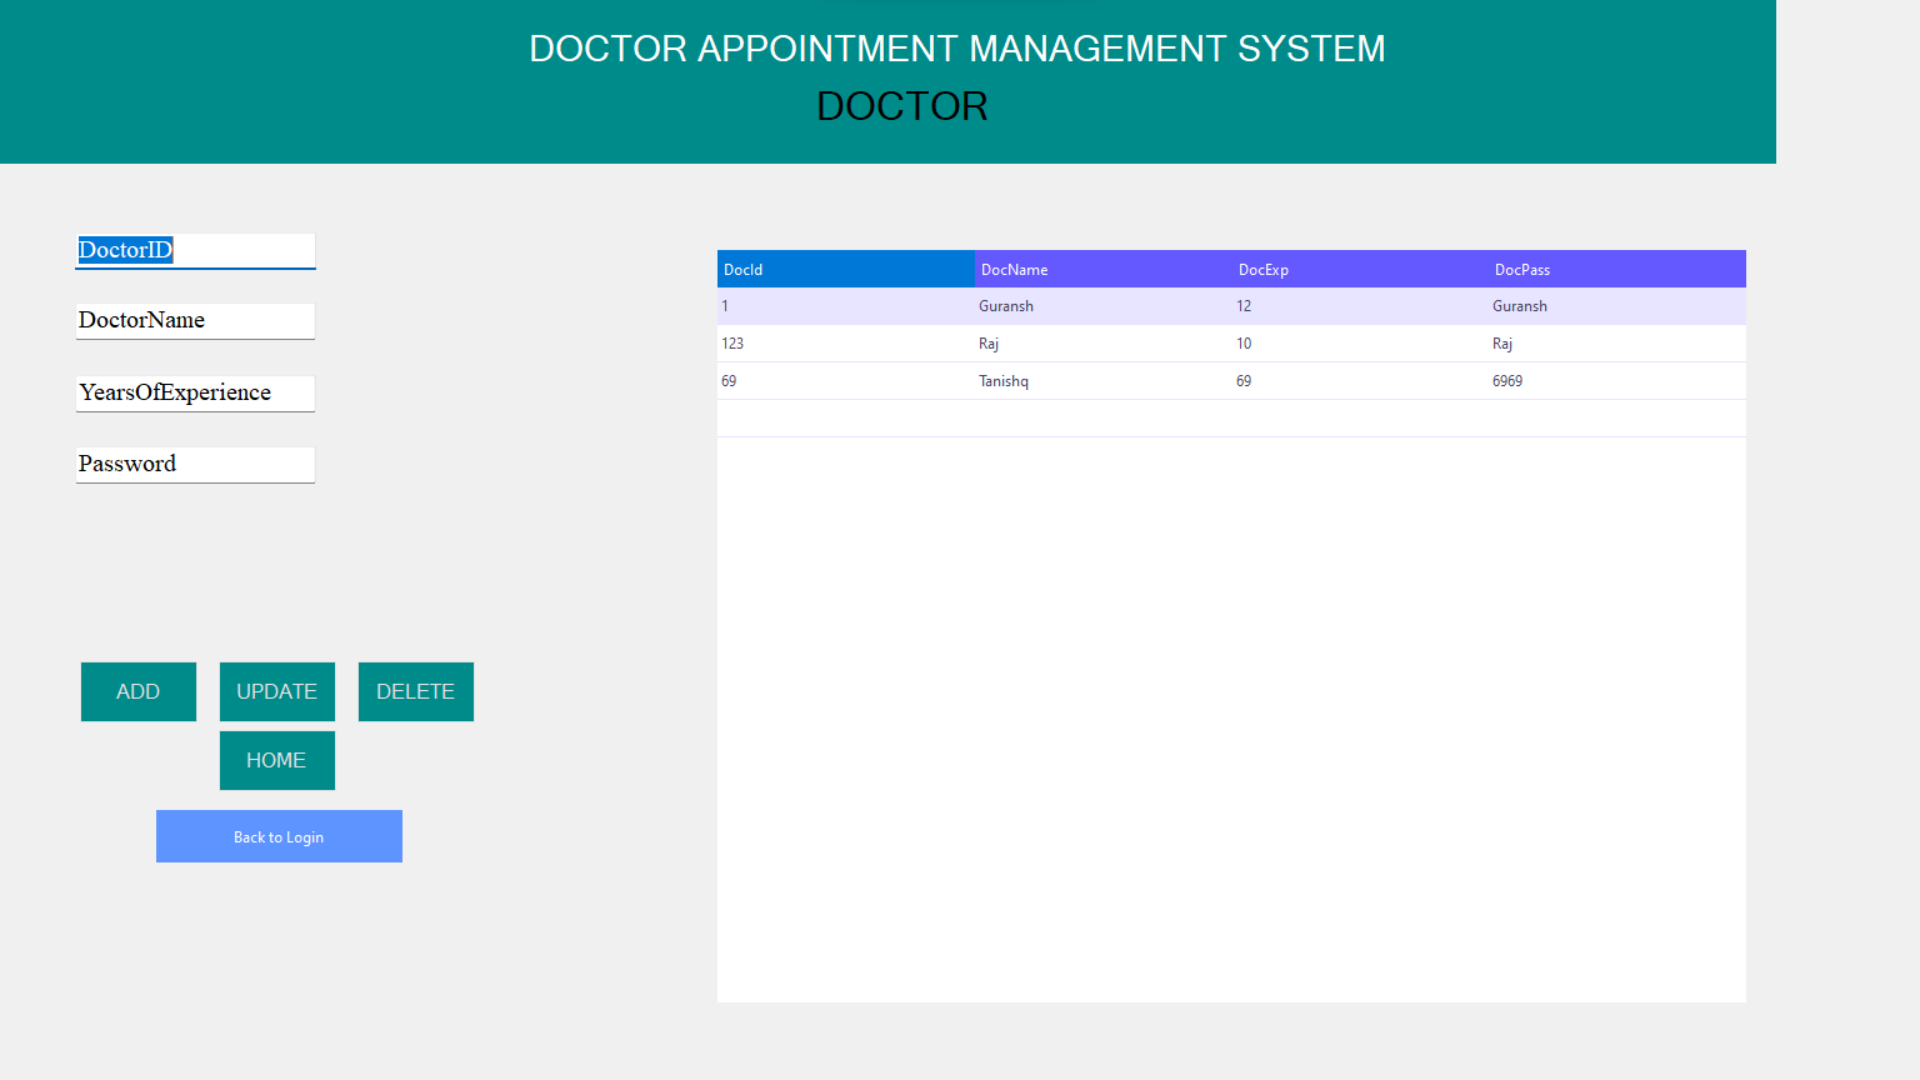 DOCTOR APPOINTMENT MANAGEMENT SYSTEM
DOCTOR
DoctorID
DoctorName
YearsOfExperience
Password
ADD UPDATE DELETE
HOME
Back to Login
DocId DocName DocExp DocPass
1 Guransh 12 Guransh
123 Raj 10 Raj
69 Tanishq 69 6969